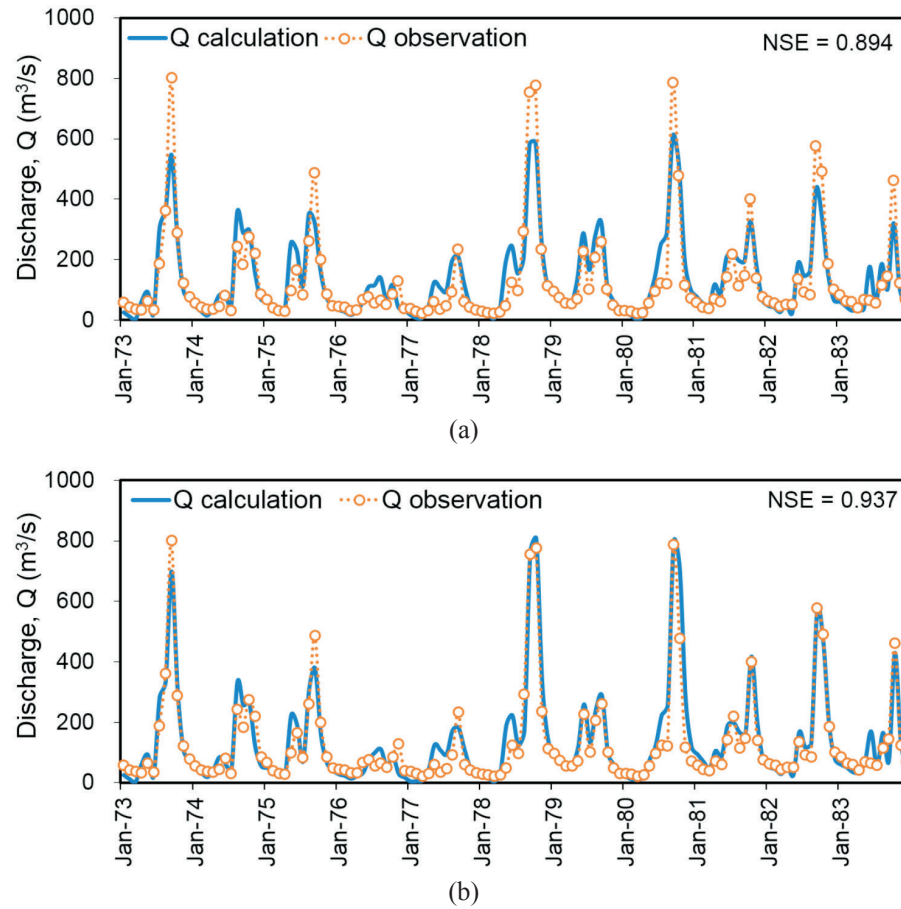 Q calculation Q observation NSE = 0.894
Discharge, Q (m³/s)
1000
800
600
400
200
0
Jan-73 Jan-74 Jan-75 Jan-76 Jan-77 Jan-78 Jan-79 Jan-80 Jan-81 Jan-82 Jan-83
(a)
Q calculation Q observation NSE = 0.937
Discharge, Q (m³/s)
1000
800
600
400
200
0
Jan-73 Jan-74 Jan-75 Jan-76 Jan-77 Jan-78 Jan-79 Jan-80 Jan-81 Jan-82 Jan-83
(b)